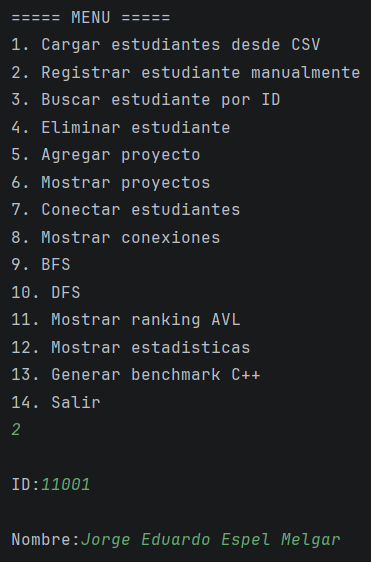 ===== MENU =====
1. Cargar estudiantes desde CSV
2. Registrar estudiante manualmente
3. Buscar estudiante por ID
4. Eliminar estudiante
5. Agregar proyecto
6. Mostrar proyectos
7. Conectar estudiantes
8. Mostrar conexiones
9. BFS
10. DFS
11. Mostrar ranking AVL
12. Mostrar estadisticas
13. Generar benchmark C++
14. Salir
2
ID:11001
Nombre:Jorge Eduardo Espel Melgar